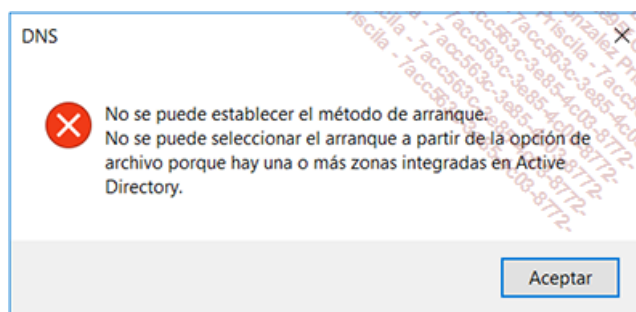 DNS
No se puede establecer el método de arranque.
No se puede seleccionar el arranque a partir de la opción de
archivo porque hay una o más zonas integradas en Active
Directory.
Aceptar